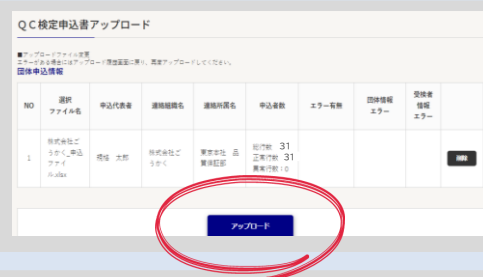 QC検定申込書アップロード
■アップロードファイル変更
エラーがある場合にはアップロード履歴画面に戻り、再度アップロードしてください。
団体申込情報
NO
選択
ファイル名
申込代表者
連絡組織名
連絡所属名
申込者数
エラー有無
団体情報
エラー
受検者
情報
エラー
1
株式会社ご
うかく_申込
ファイ
ル.xlsx
規格 太郎
株式会社ご
うかく
東京本社 品
質保証部
総行数 31
正常行数 31
異常行数：0
削除
アップロード